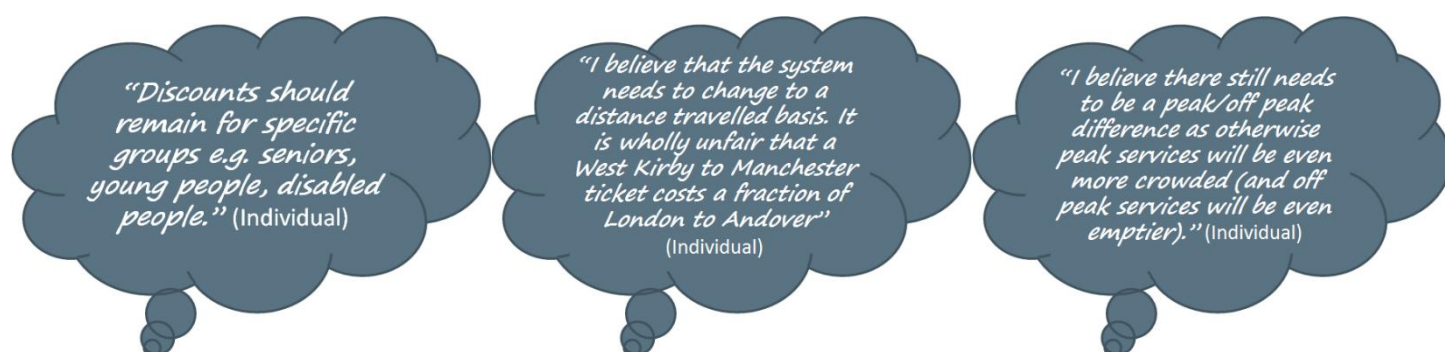 “Discounts should
remain for specific
groups e.g. seniors,
young people, disabled
people.” (Individual)
“I believe that the system
needs to change to a
distance travelled basis. It
is wholly unfair that a
West Kirby to Manchester
ticket costs a fraction of
London to Andover”
(Individual)
“I believe there still needs
to be a peak/off peak
difference as otherwise
peak services will be even
more crowded (and off
peak services will be even
emptier).” (Individual)